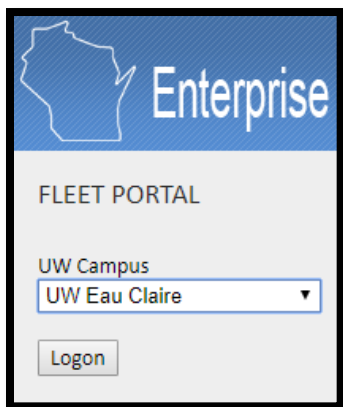 Enterprise
FLEET PORTAL
UW Campus
UW Eau Claire
Logon